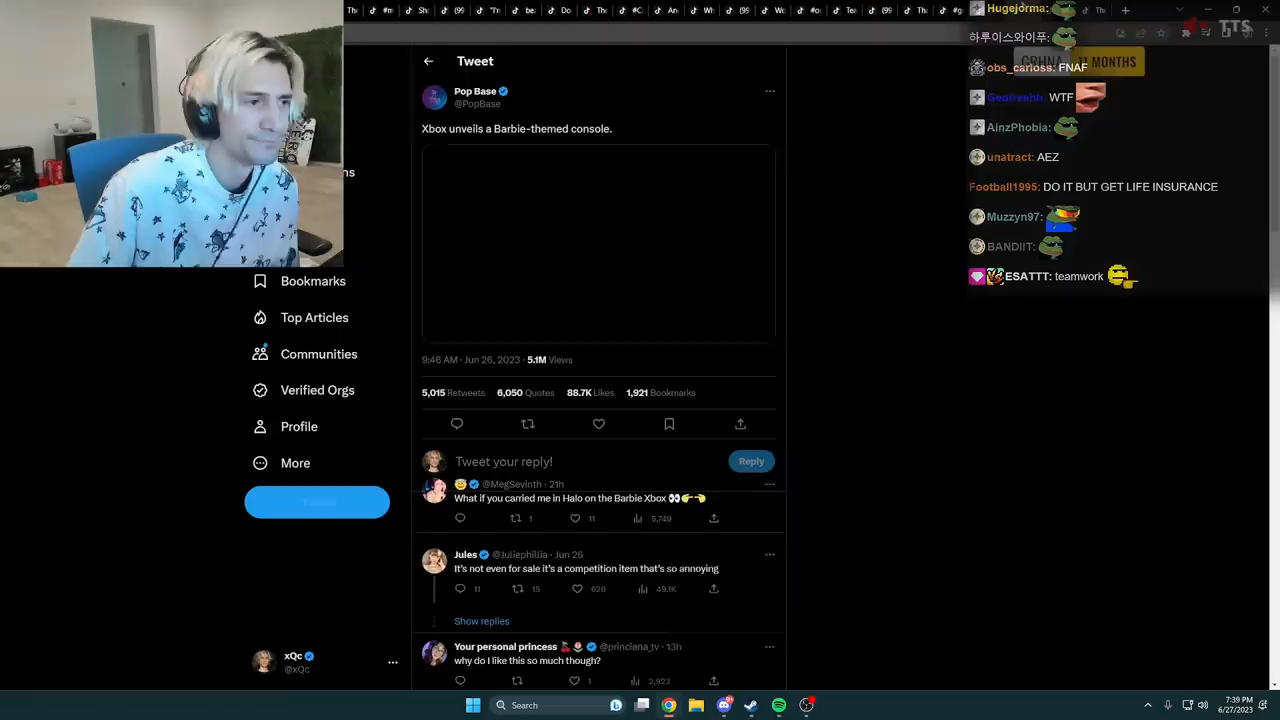 Tweet
Pop Base
@PopBase
Xbox unveils a Barbie-themed console.
9:46 AM · Jun 26, 2023 · 5.1M Views
5,015 Retweets 6,050 Quotes 88.7K Likes 1,921 Bookmarks
Tweet your reply!
Reply
@MegSevinth · 21h
What if you carried me in Halo on the Barbie Xbox 👀👉👈
1 11 5,749
Jules @Juliephillia · Jun 26
It's not even for sale it's a competition item that's so annoying
11 15 626 49.1K
Show replies
Your personal princess 🍒🌷 @princiana_tv · 13h
why do I like this so much though?
1 2,923
ns
Bookmarks
Top Articles
Communities
Verified Orgs
Profile
More
xQc
@xQc
Hugejorma:
TTS
하루이스와이푸:
11 MONTHS
obs_carloss: FNAF
Geofreshh: WTF
AinzPhobia:
unatract: AEZ
Football1995: DO IT BUT GET LIFE INSURANCE
Muzzyn97:
BANDIIT:
ESATTT: teamwork
Search
7:39 PM
6/27/2023